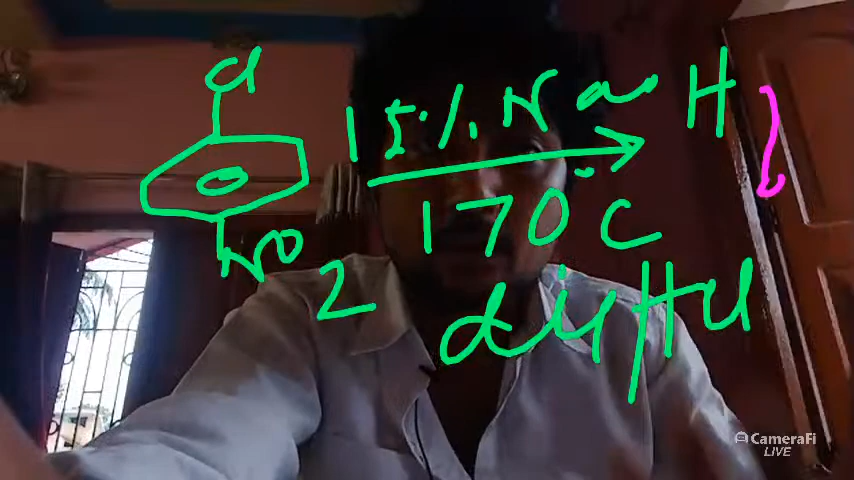 Cl
15% NaoH
170°C
NO2
dil/HCl
CameraFi
LIVE